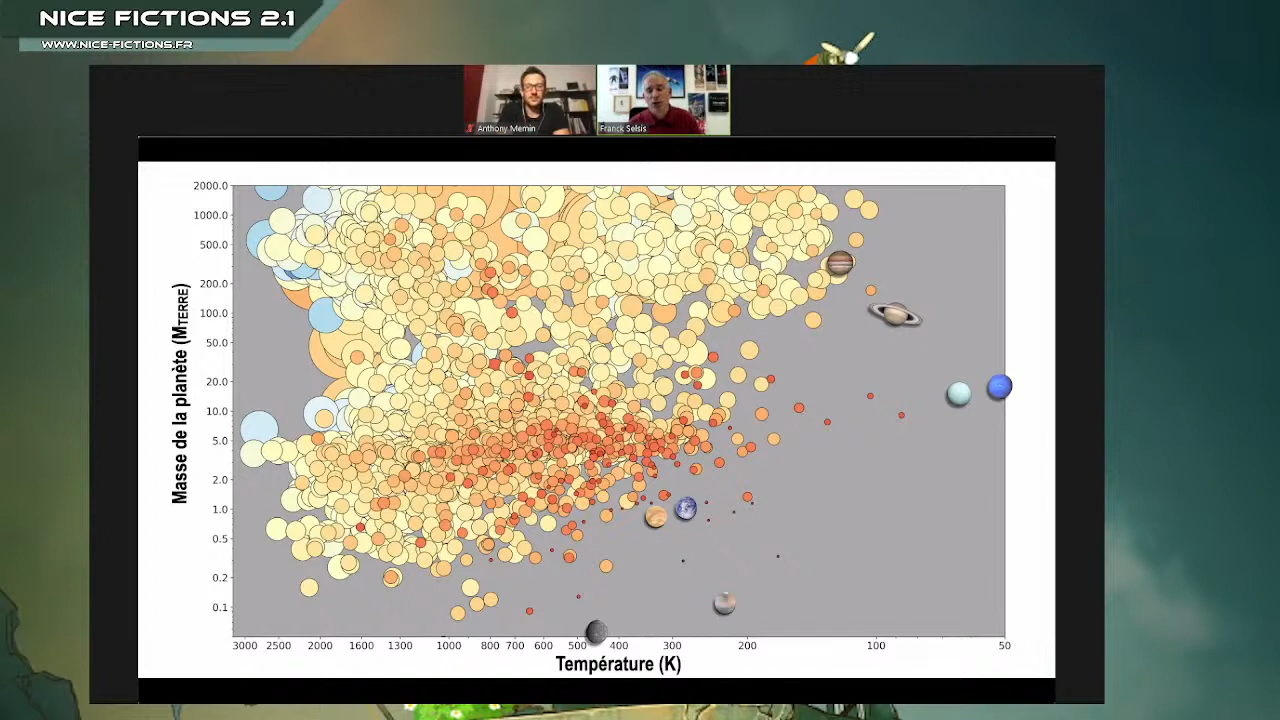 NICE FICTIONS 2.1
WWW.NICE-FICTIONS.FR
Anthony Memin
Franck Selsis
2000.0
1000.0
500.0
200.0
100.0
50.0
20.0
10.0
5.0
2.0
1.0
0.5
0.2
0.1
Masse de la planète (MTERRE)
3000 2500 2000 1600 1300 1000 800 700 600 500 400 300 200 100 50
Température (K)